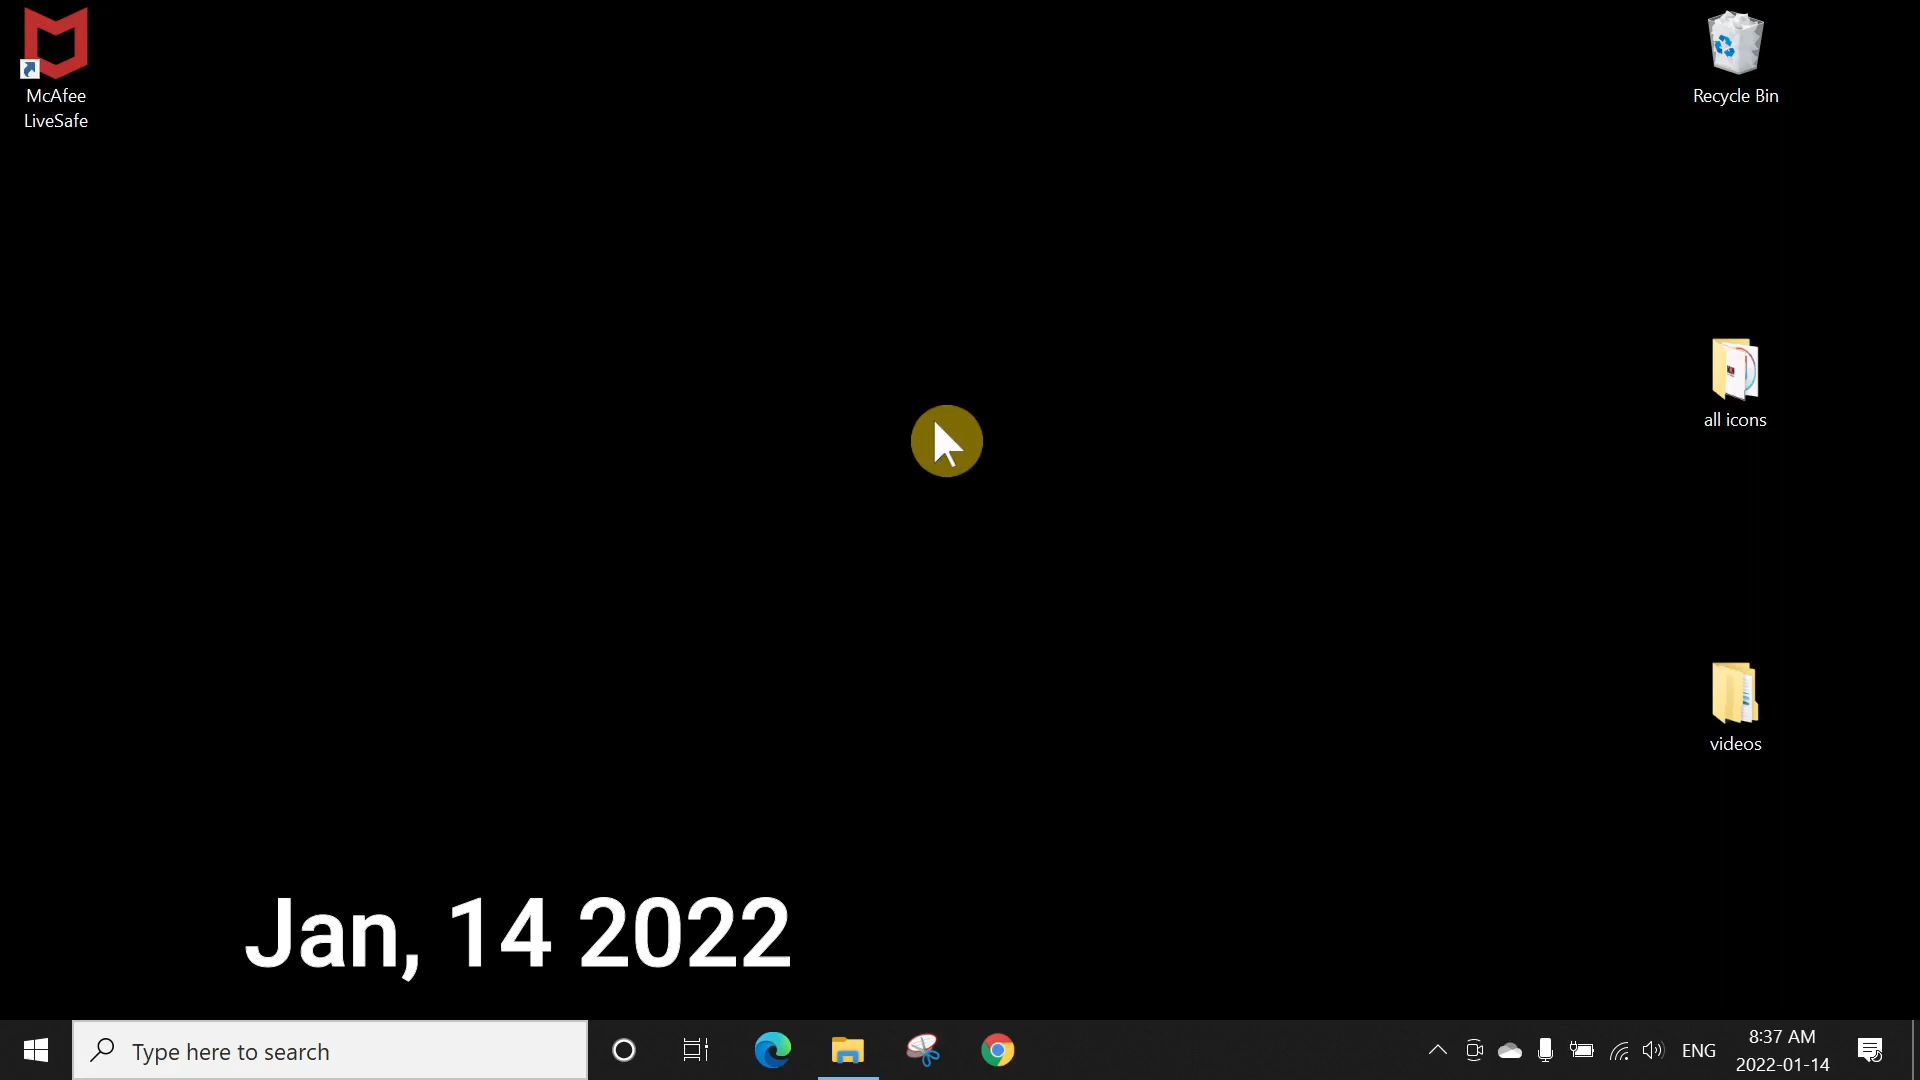 McAfee
LiveSafe
Recycle Bin
all icons
videos
Jan, 14 2022
Type here to search
ENG
8:37 AM
2022-01-14